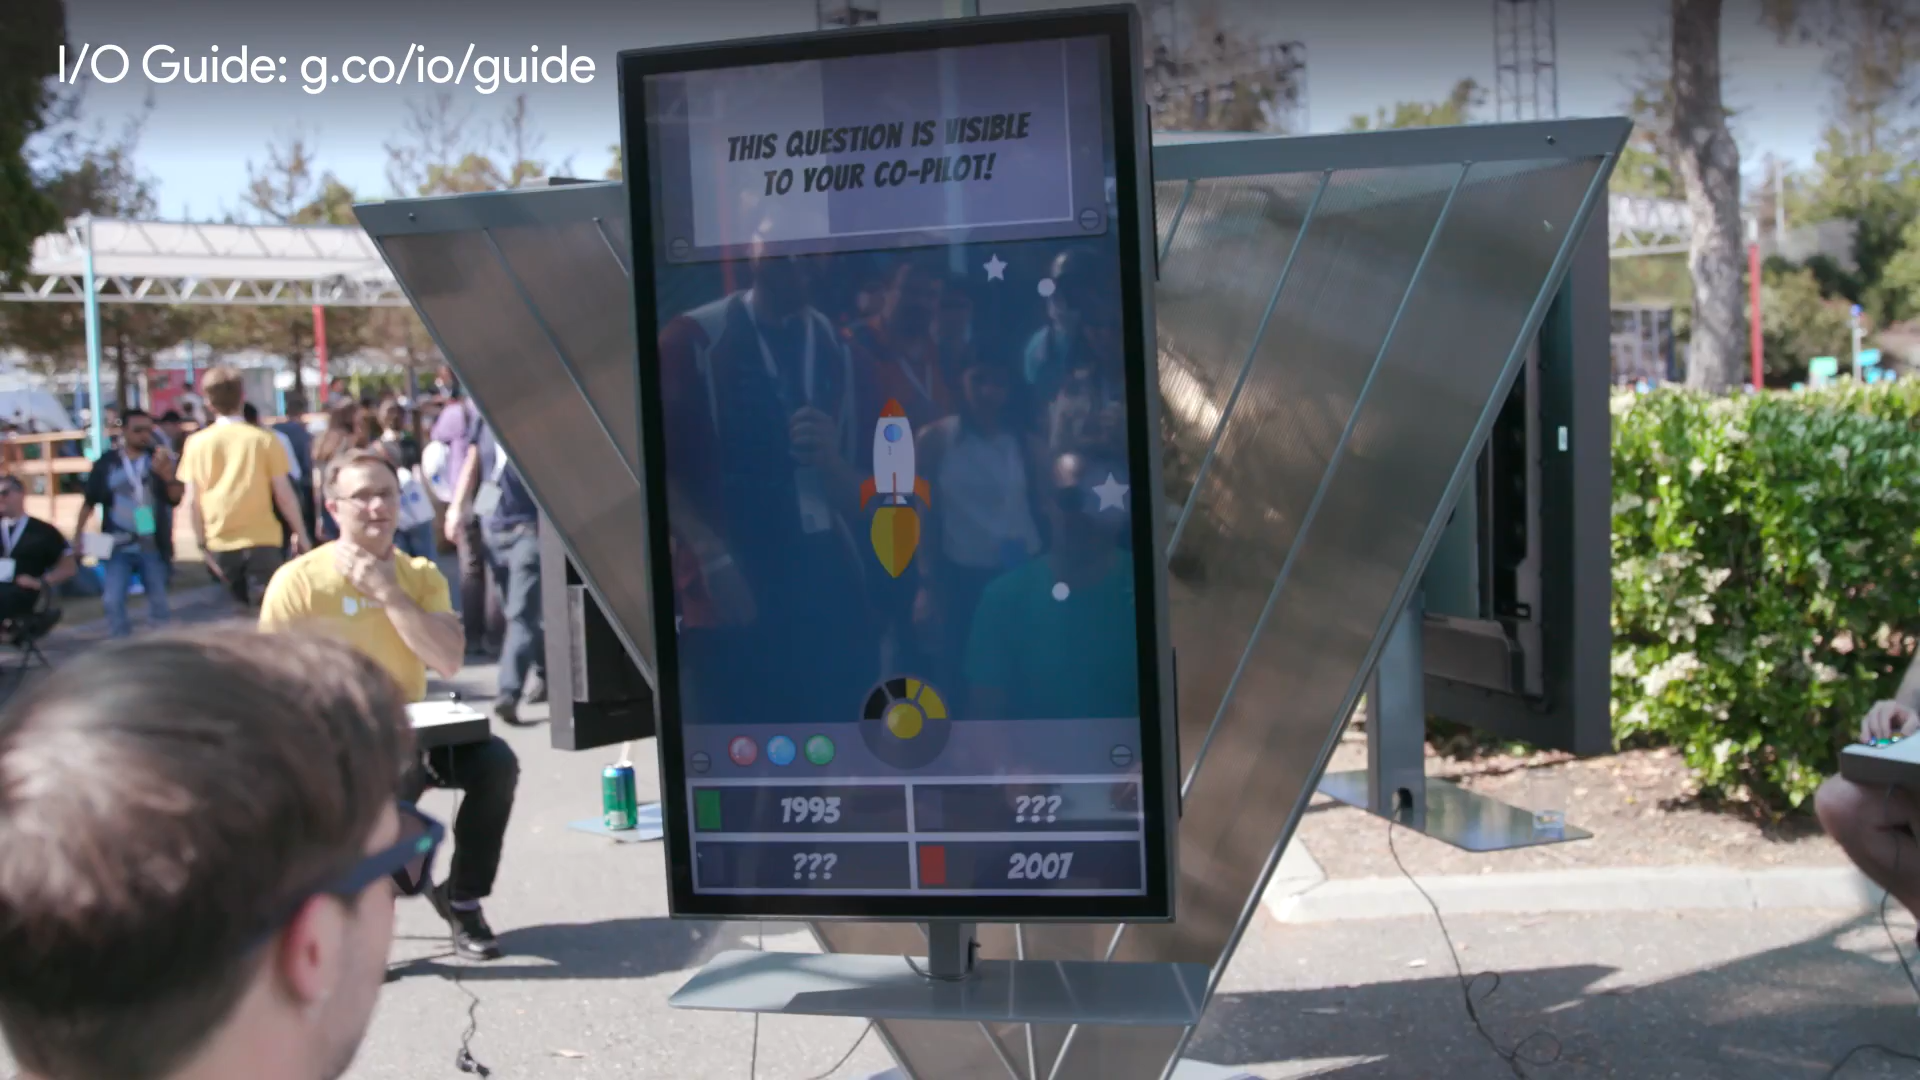 I/O Guide: g.co/io/guide
THIS QUESTION IS VISIBLE
TO YOUR CO-PILOT!
1993
???
???
2007